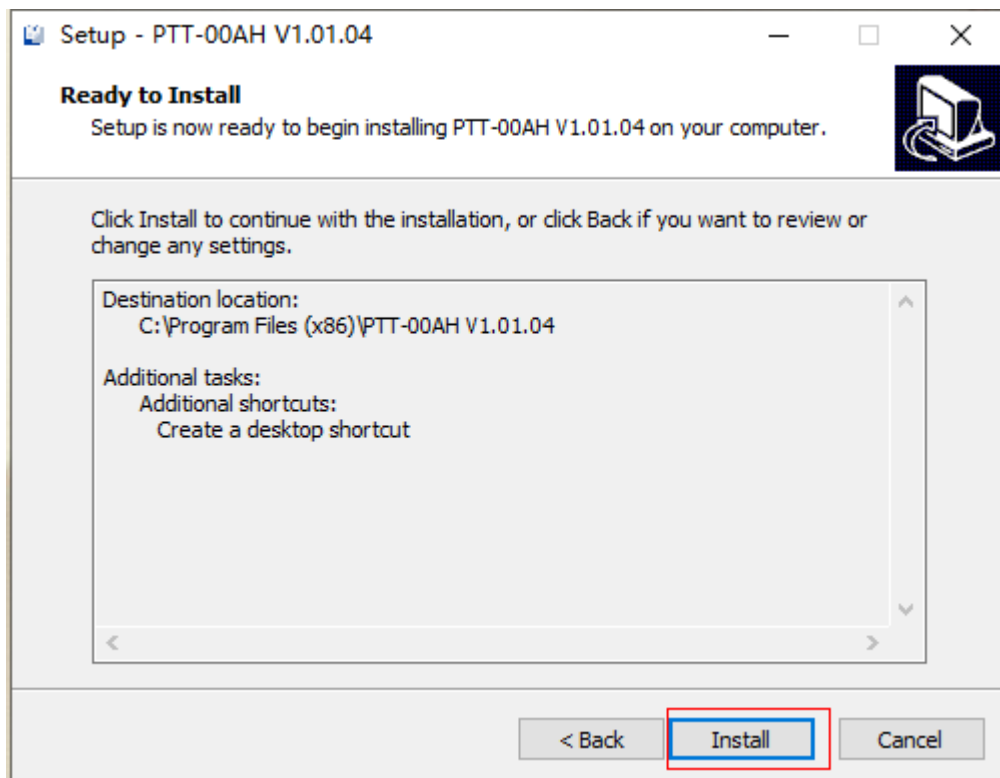 Setup - PTT-00AH V1.01.04
Ready to Install
Setup is now ready to begin installing PTT-00AH V1.01.04 on your computer.
Click Install to continue with the installation, or click Back if you want to review or
change any settings.
Destination location:
C:\Program Files (x86)\PTT-00AH V1.01.04
Additional tasks:
Additional shortcuts:
Create a desktop shortcut
< Back
Install
Cancel